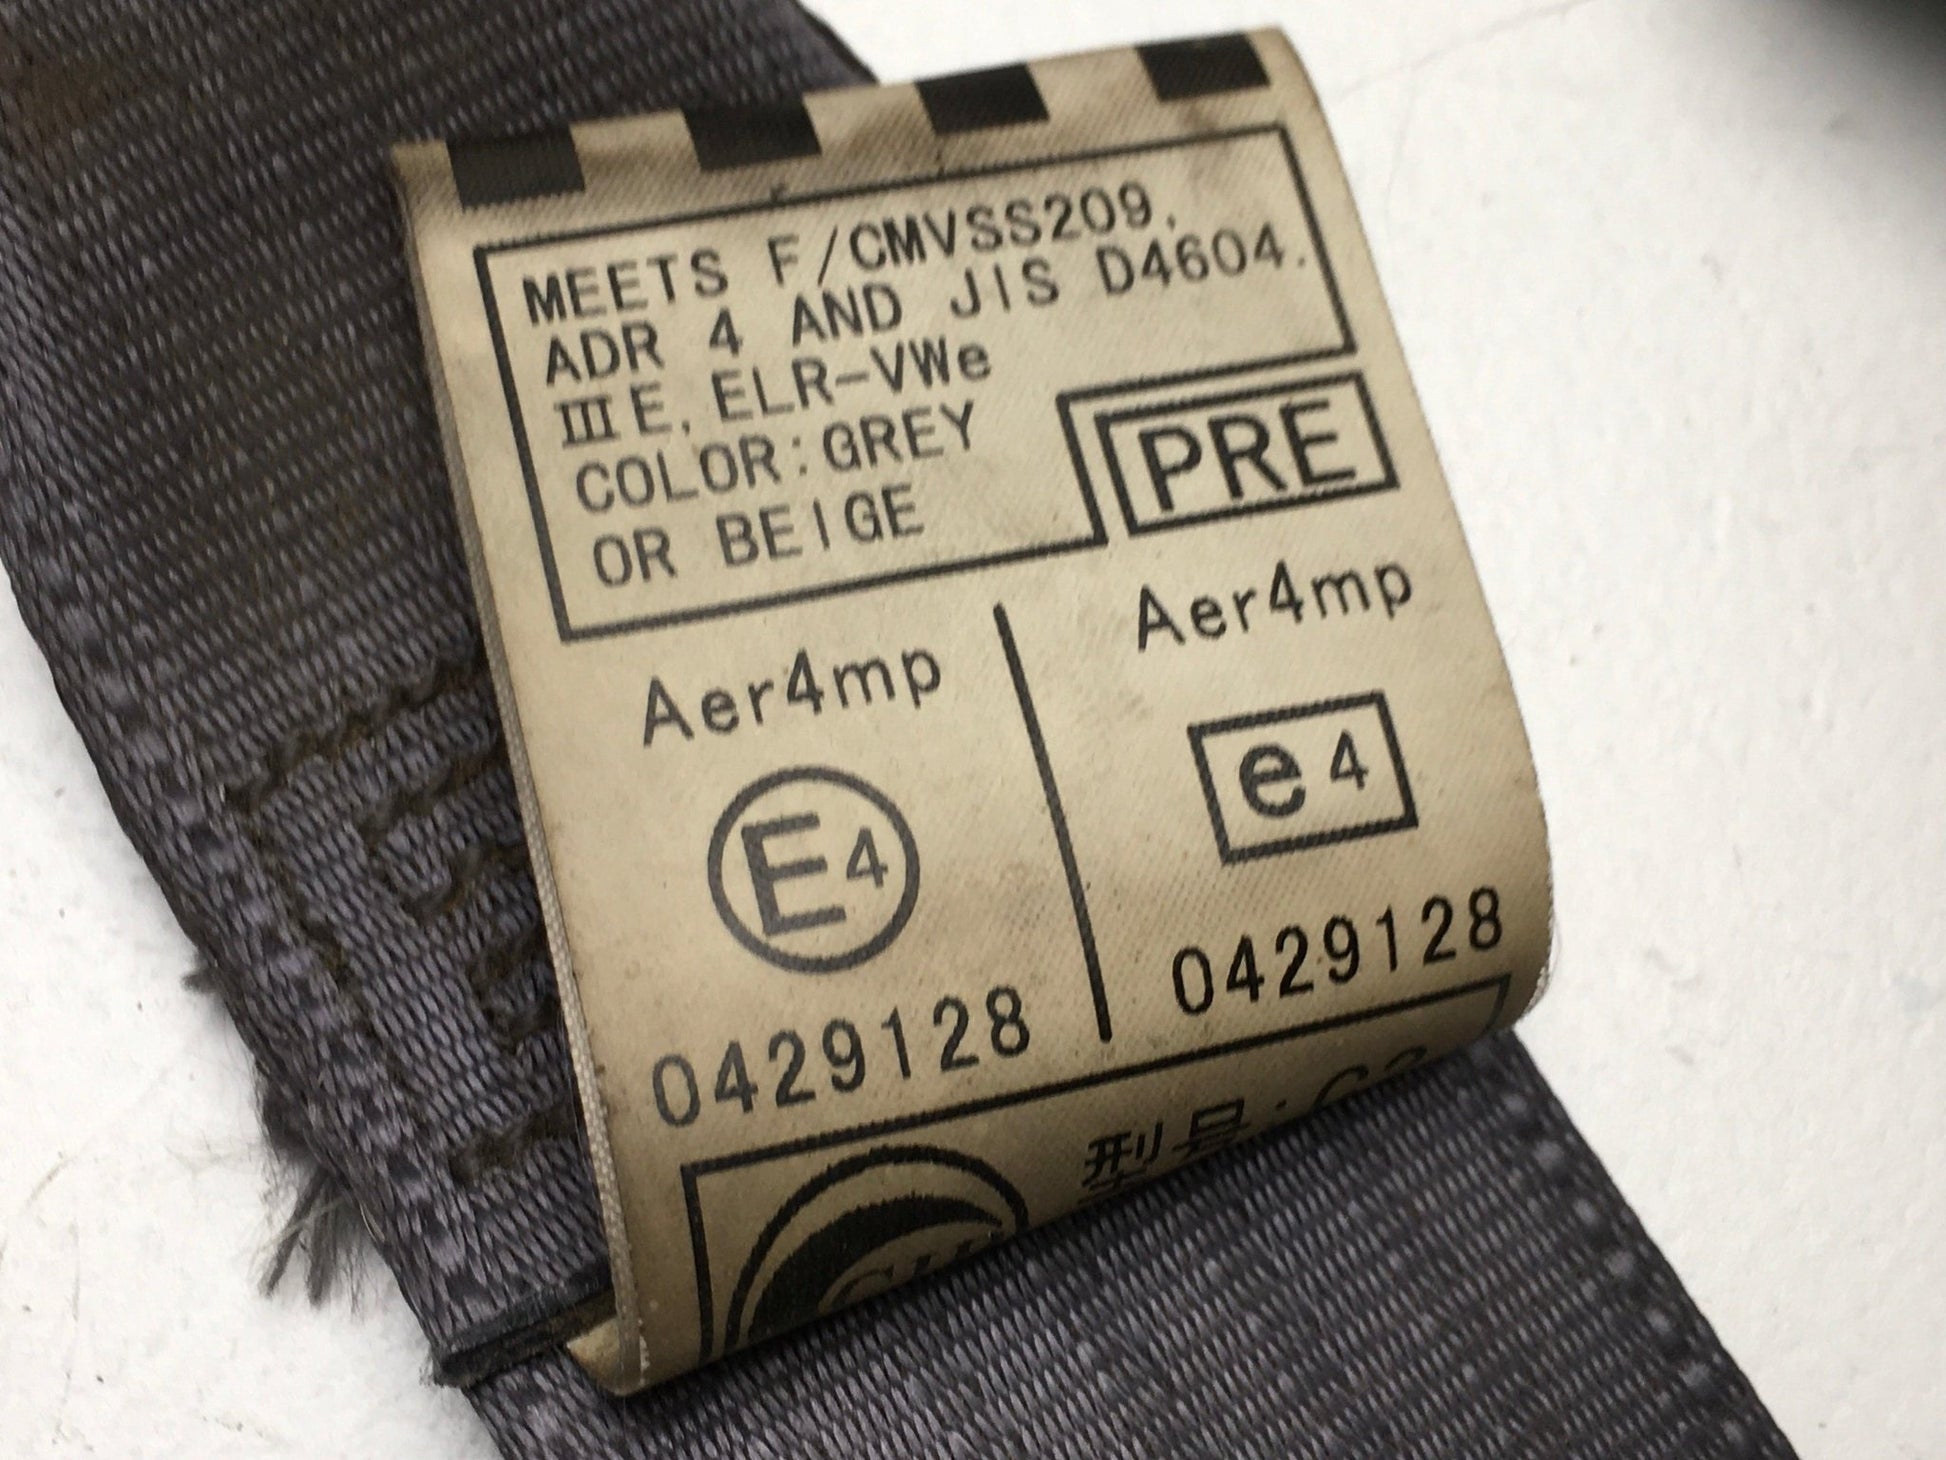 MEETS F/CMVSS209.
ADR 4 AND JIS D4604.
III E, ELR-VWe
COLOR:GREY
OR BEIGE
PRE
Aer4mp
E4
0429128
Aer4mp
e4
0429128
型号: